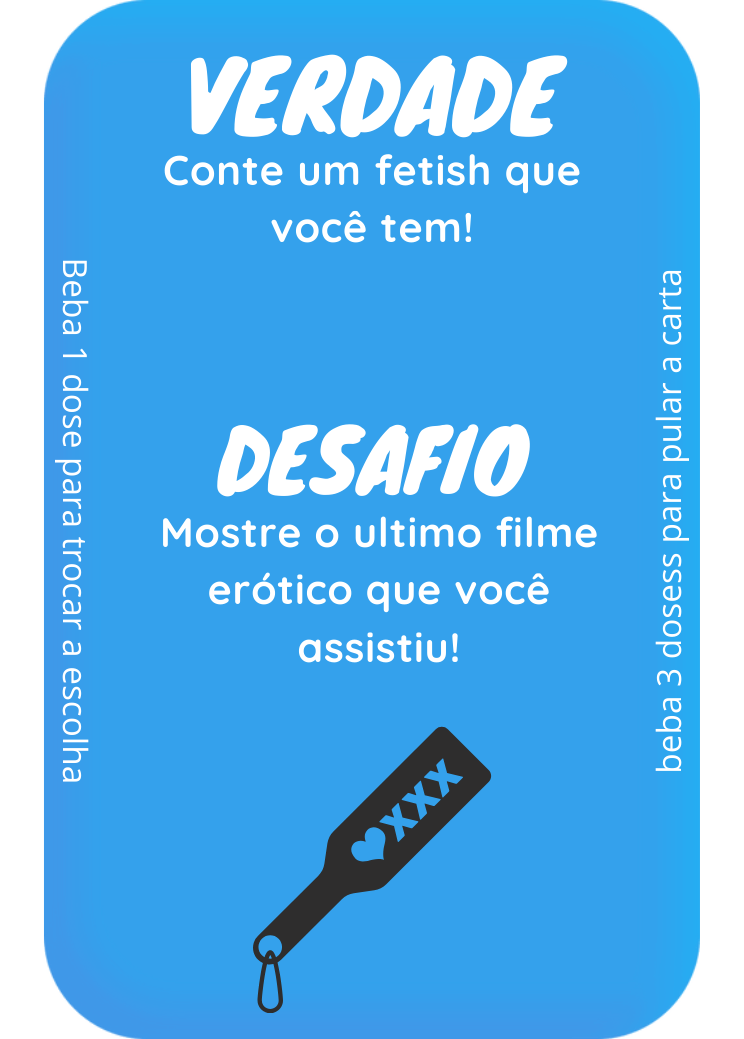 VERDADE
Conte um fetish que
você tem!
Beba 1 dose para trocar a escolha
beba 3 dosess para pular a carta
DESAFIO
Mostre o ultimo filme
erótico que você
assistiu!
XXX